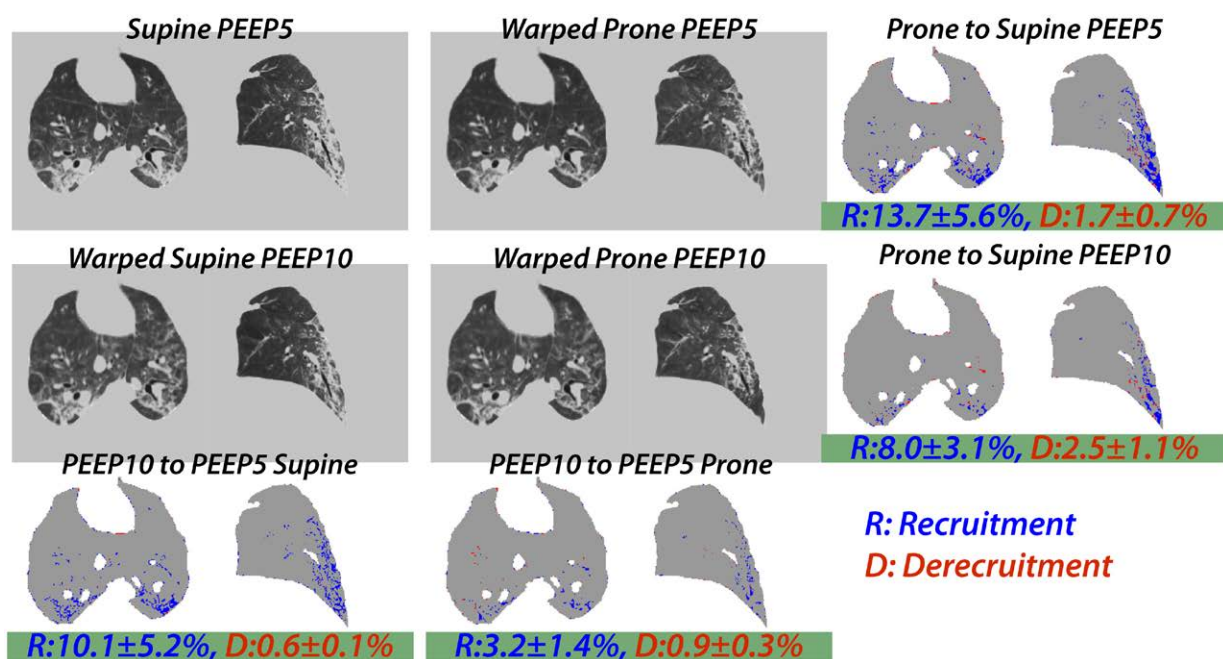 Supine PEEP5
Warped Prone PEEP5
Prone to Supine PEEP5
R:13.7±5.6%, D:1.7±0.7%
Warped Supine PEEP10
Warped Prone PEEP10
Prone to Supine PEEP10
R:8.0±3.1%, D:2.5±1.1%
PEEP10 to PEEP5 Supine
PEEP10 to PEEP5 Prone
R: Recruitment
D: Derecruitment
R:10.1±5.2%, D:0.6±0.1%
R:3.2±1.4%, D:0.9±0.3%